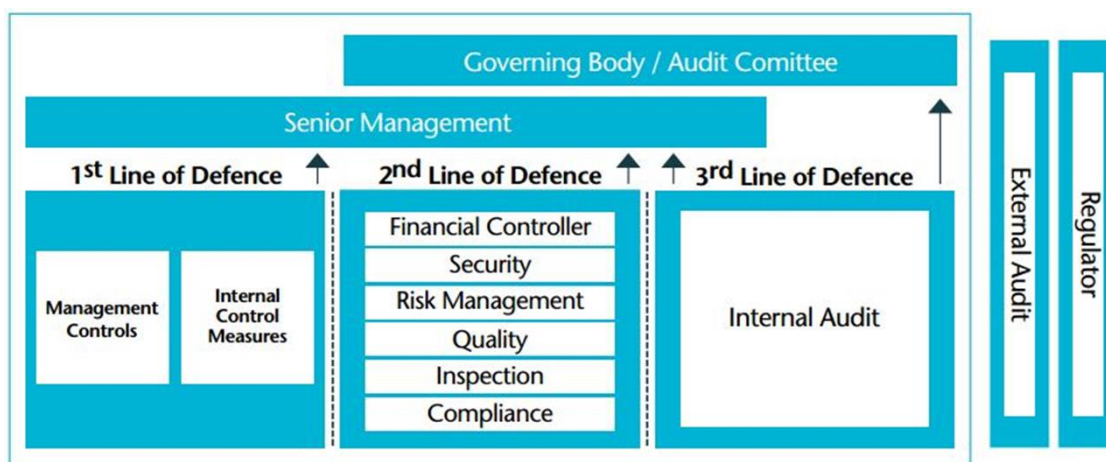 Governing Body / Audit Comittee
Senior Management
1st Line of Defence
2nd Line of Defence
3rd Line of Defence
Management
Controls
Internal
Control
Measures
Financial Controller
Security
Risk Management
Quality
Inspection
Compliance
Internal Audit
External Audit
Regulator